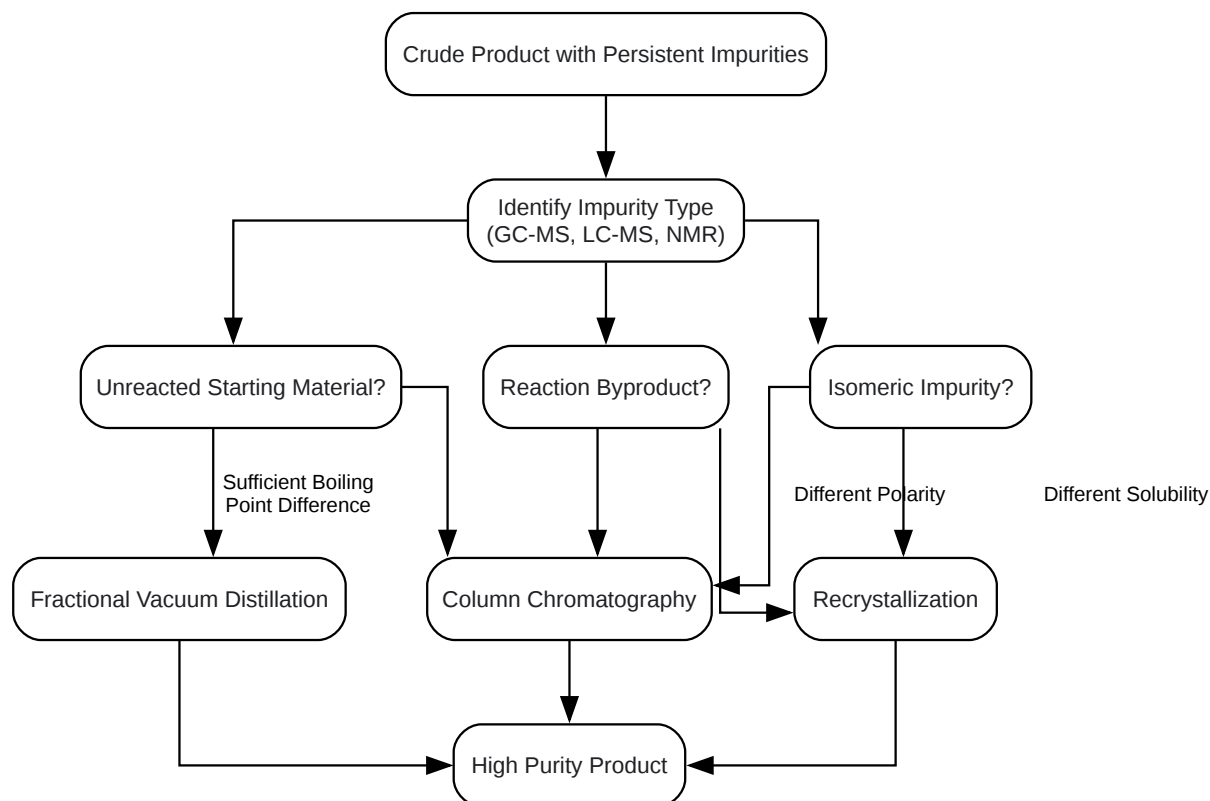 Crude Product with Persistent Impurities
Identify Impurity Type
(GC-MS, LC-MS, NMR)
Unreacted Starting Material?
Reaction Byproduct?
Isomeric Impurity?
Sufficient Boiling
Point Difference
Different Polarity
Different Solubility
Fractional Vacuum Distillation
Column Chromatography
Recrystallization
High Purity Product